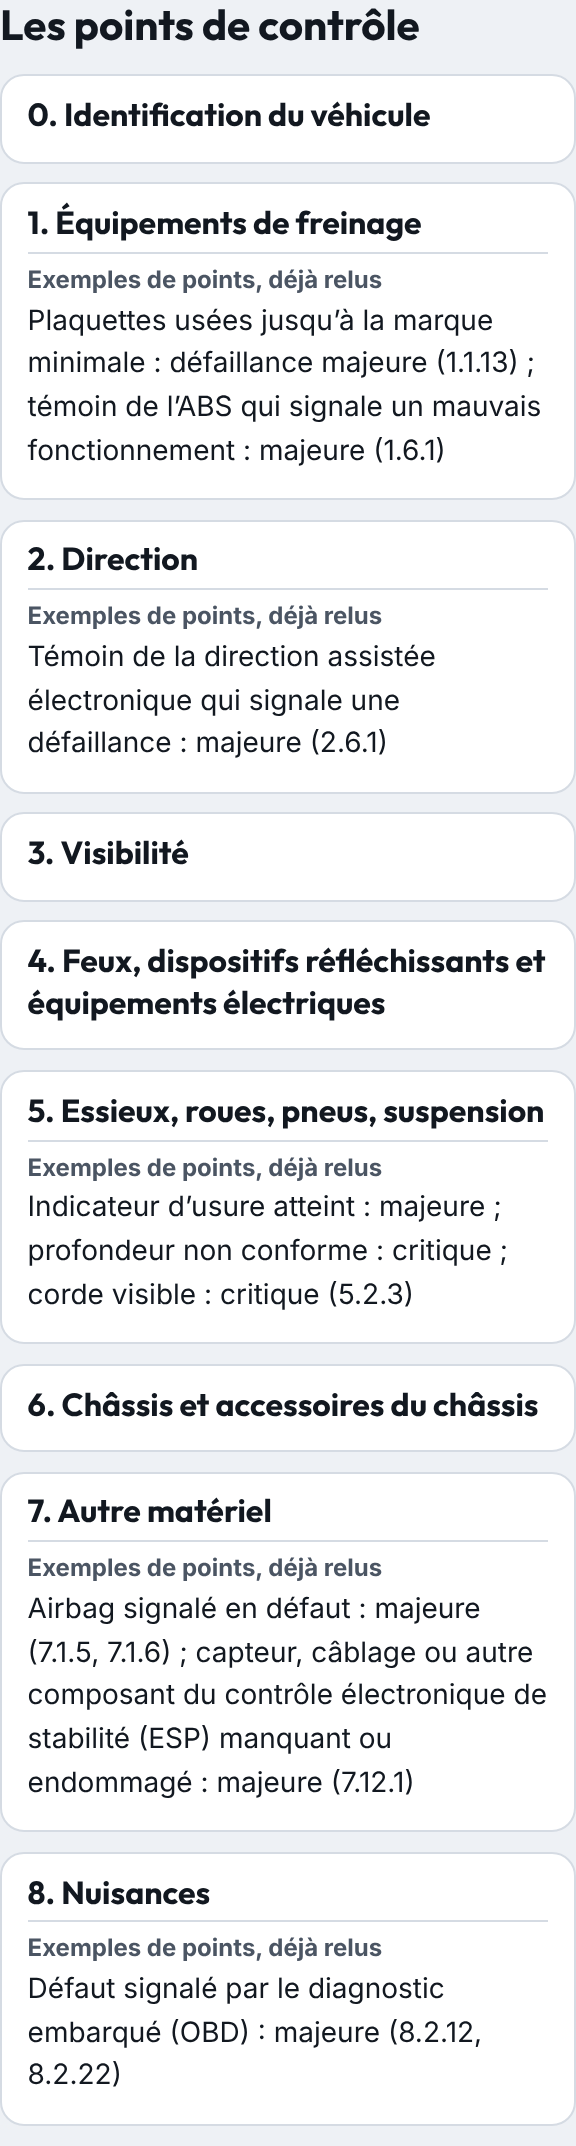 Les points de contrôle
0. Identification du véhicule
1. Équipements de freinage
Exemples de points, déjà relus
Plaquettes usées jusqu’à la marque
minimale : défaillance majeure (1.1.13) ;
témoin de l’ABS qui signale un mauvais
fonctionnement : majeure (1.6.1)
2. Direction
Exemples de points, déjà relus
Témoin de la direction assistée
électronique qui signale une
défaillance : majeure (2.6.1)
3. Visibilité
4. Feux, dispositifs réfléchissants et
équipements électriques
5. Essieux, roues, pneus, suspension
Exemples de points, déjà relus
Indicateur d’usure atteint : majeure ;
profondeur non conforme : critique ;
corde visible : critique (5.2.3)
6. Châssis et accessoires du châssis
7. Autre matériel
Exemples de points, déjà relus
Airbag signalé en défaut : majeure
(7.1.5, 7.1.6) ; capteur, câblage ou autre
composant du contrôle électronique de
stabilité (ESP) manquant ou
endommagé : majeure (7.12.1)
8. Nuisances
Exemples de points, déjà relus
Défaut signalé par le diagnostic
embarqué (OBD) : majeure (8.2.12,
8.2.22)